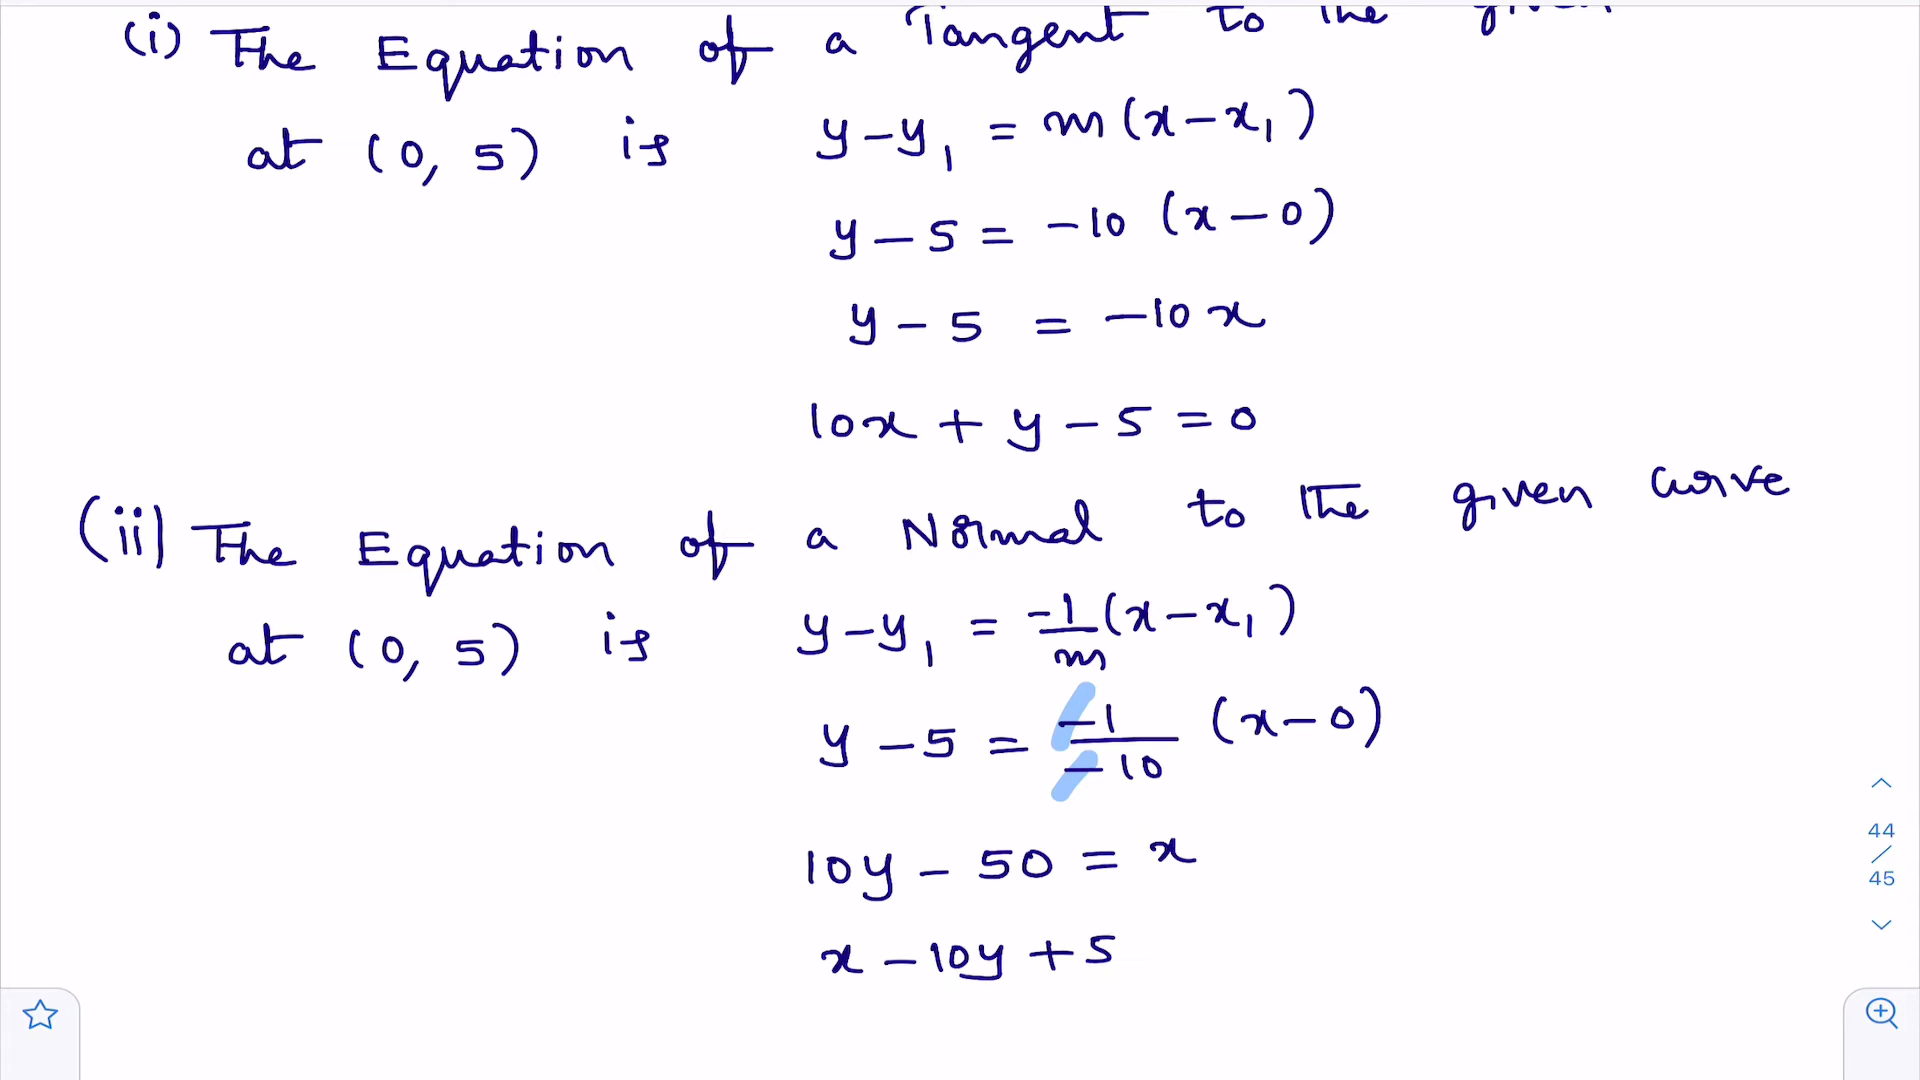 (i) The Equation of a Tangent to the given
at (0, 5) is y-y₁ = m(x-x₁)
y-5 = -10 (x-0)
y-5 = -10x
10x + y - 5 = 0
(ii) The Equation of a Normal to the given curve
at (0, 5) is y-y₁ = -1/m (x-x₁)
y-5 = -1/-10 (x-0)
10y - 50 = x
x - 10y + 5
44
/
45